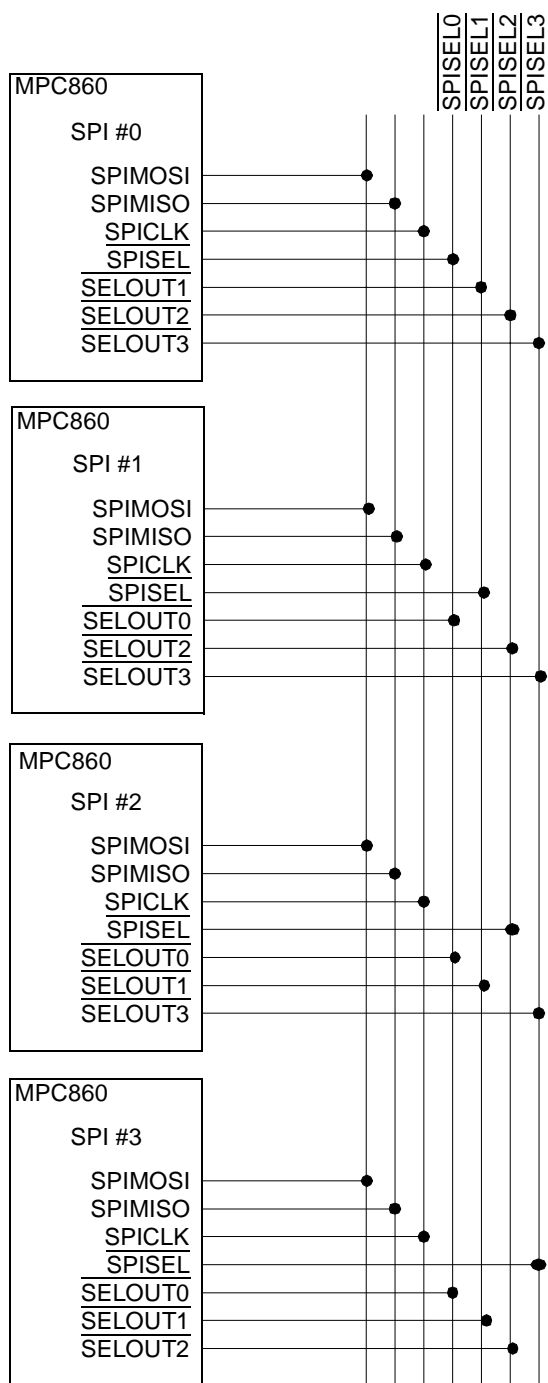 SPISEL0
SPISEL1
SPISEL2
SPISEL3
MPC860
SPI #0
SPIMOSI
SPIMISO
SPICLK
SPISEL
SELOUT1
SELOUT2
SELOUT3
MPC860
SPI #1
SPIMOSI
SPIMISO
SPICLK
SPISEL
SELOUT0
SELOUT2
SELOUT3
MPC860
SPI #2
SPIMOSI
SPIMISO
SPICLK
SPISEL
SELOUT0
SELOUT1
SELOUT3
MPC860
SPI #3
SPIMOSI
SPIMISO
SPICLK
SPISEL
SELOUT0
SELOUT1
SELOUT2